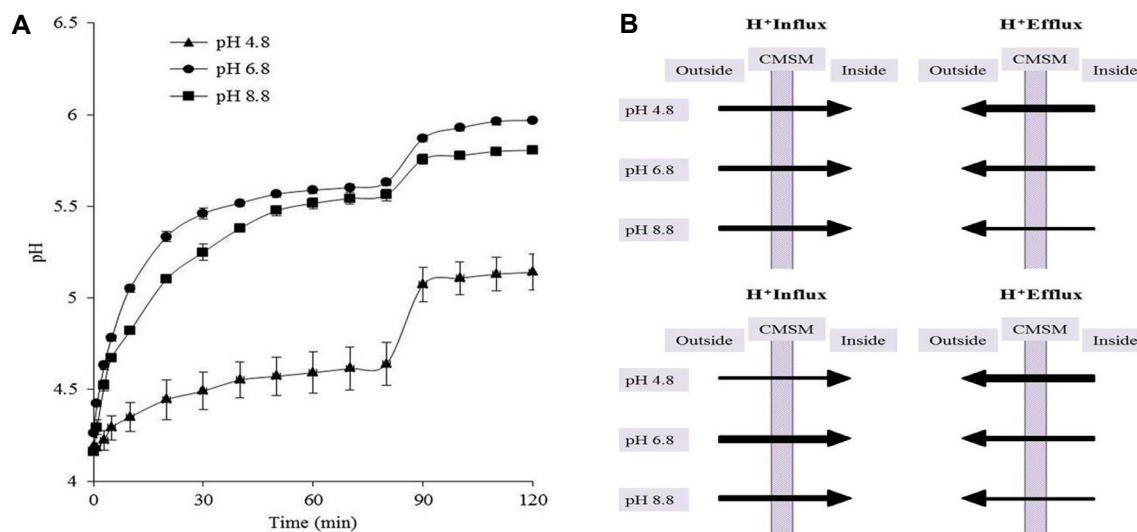 A
pH 4.8
pH 6.8
pH 8.8
6.5
6
5.5
5
4.5
4
pH
0 30 60 90 120
Time (min)
B
H⁺Influx H⁺Efflux
CMSM CMSM
Outside Inside Outside Inside
pH 4.8
pH 6.8
pH 8.8
H⁺Influx H⁺Efflux
CMSM CMSM
Outside Inside Outside Inside
pH 4.8
pH 6.8
pH 8.8